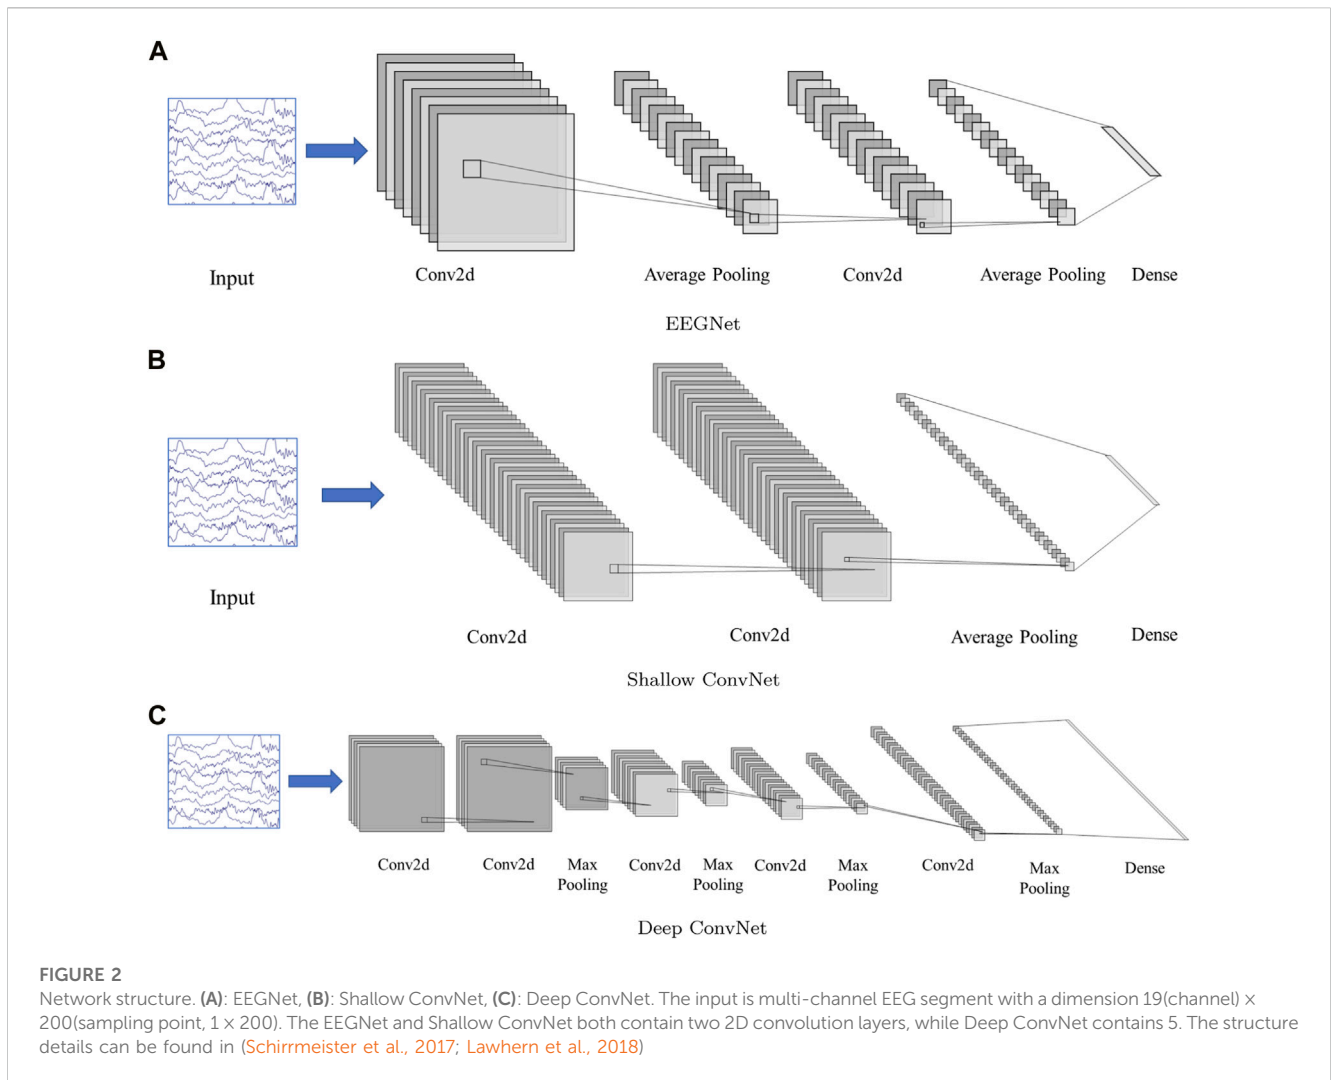 A
Input
Conv2d
Average Pooling
Conv2d
Average Pooling
Dense
EEGNet
B
Input
Conv2d
Conv2d
Average Pooling
Dense
Shallow ConvNet
C
Conv2d
Conv2d
Max
Pooling
Conv2d
Max
Pooling
Conv2d
Max
Pooling
Conv2d
Max
Pooling
Dense
Deep ConvNet
FIGURE 2
Network structure. (A): EEGNet, (B): Shallow ConvNet, (C): Deep ConvNet. The input is multi-channel EEG segment with a dimension 19(channel) ×
200(sampling point, 1 × 200). The EEGNet and Shallow ConvNet both contain two 2D convolution layers, while Deep ConvNet contains 5. The structure
details can be found in (Schirrmeister et al., 2017; Lawhern et al., 2018)